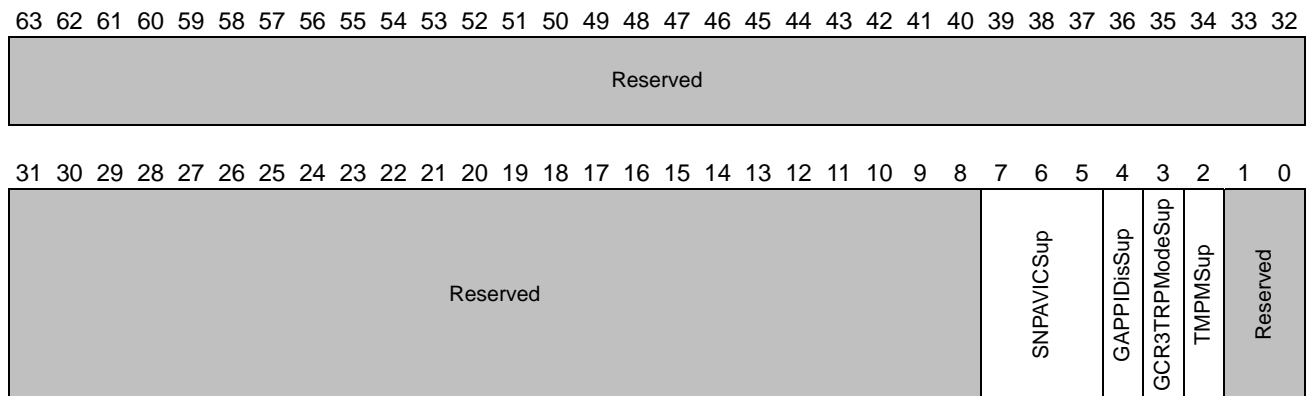 63 62 61 60 59 58 57 56 55 54 53 52 51 50 49 48 47 46 45 44 43 42 41 40 39 38 37 36 35 34 33 32
Reserved
31 30 29 28 27 26 25 24 23 22 21 20 19 18 17 16 15 14 13 12 11 10 9 8 7 6 5 4 3 2 1 0
Reserved
SNPAVICSup
GAPPIDisSup
GCR3TRPModeSup
TMPMSup
Reserved